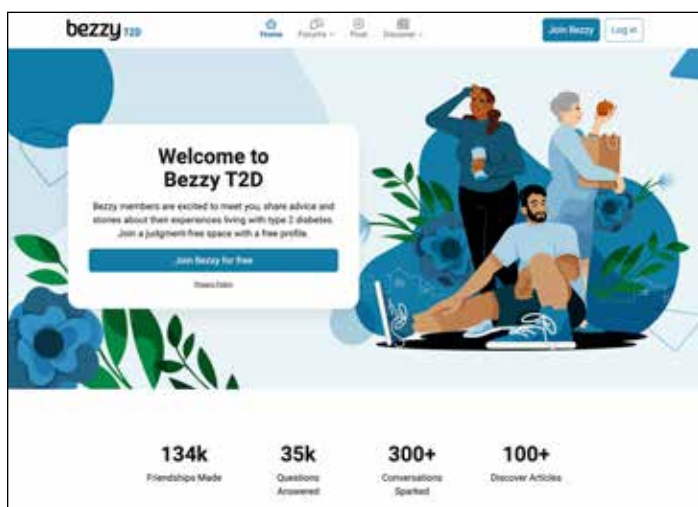 bezzy T2D
Home Forums Post Discover
Join Bezzy Log in
Welcome to
Bezzy T2D
Bezzy members are excited to meet you, share advice and
stories about their experiences living with type 2 diabetes.
Join a judgment-free space with a free profile.
Join Bezzy for free
Privacy Policy
134k 35k 300+ 100+
Friendships Made Questions Conversations Discover Articles
Answered Sparked